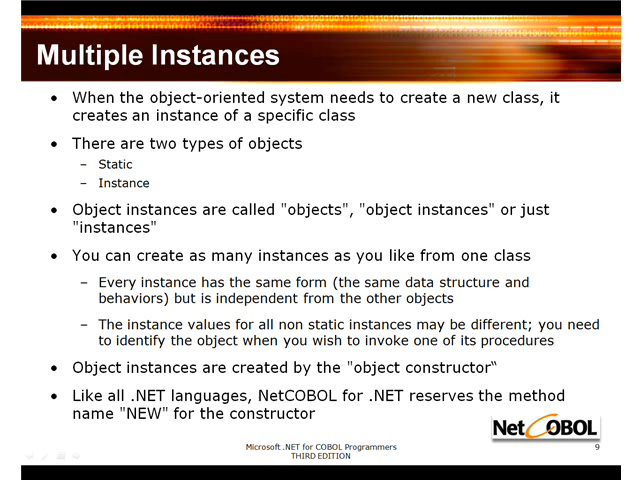 Multiple Instances
• When the object-oriented system needs to create a new class, it
creates an instance of a specific class
• There are two types of objects
– Static
– Instance
• Object instances are called "objects", "object instances" or just
"instances"
• You can create as many instances as you like from one class
– Every instance has the same form (the same data structure and
behaviors) but is independent from the other objects
– The instance values for all non static instances may be different; you need
to identify the object when you wish to invoke one of its procedures
• Object instances are created by the "object constructor“
• Like all .NET languages, NetCOBOL for .NET reserves the method
name "NEW" for the constructor
NetCOBOL
Microsoft .NET for COBOL Programmers
THIRD EDITION
9